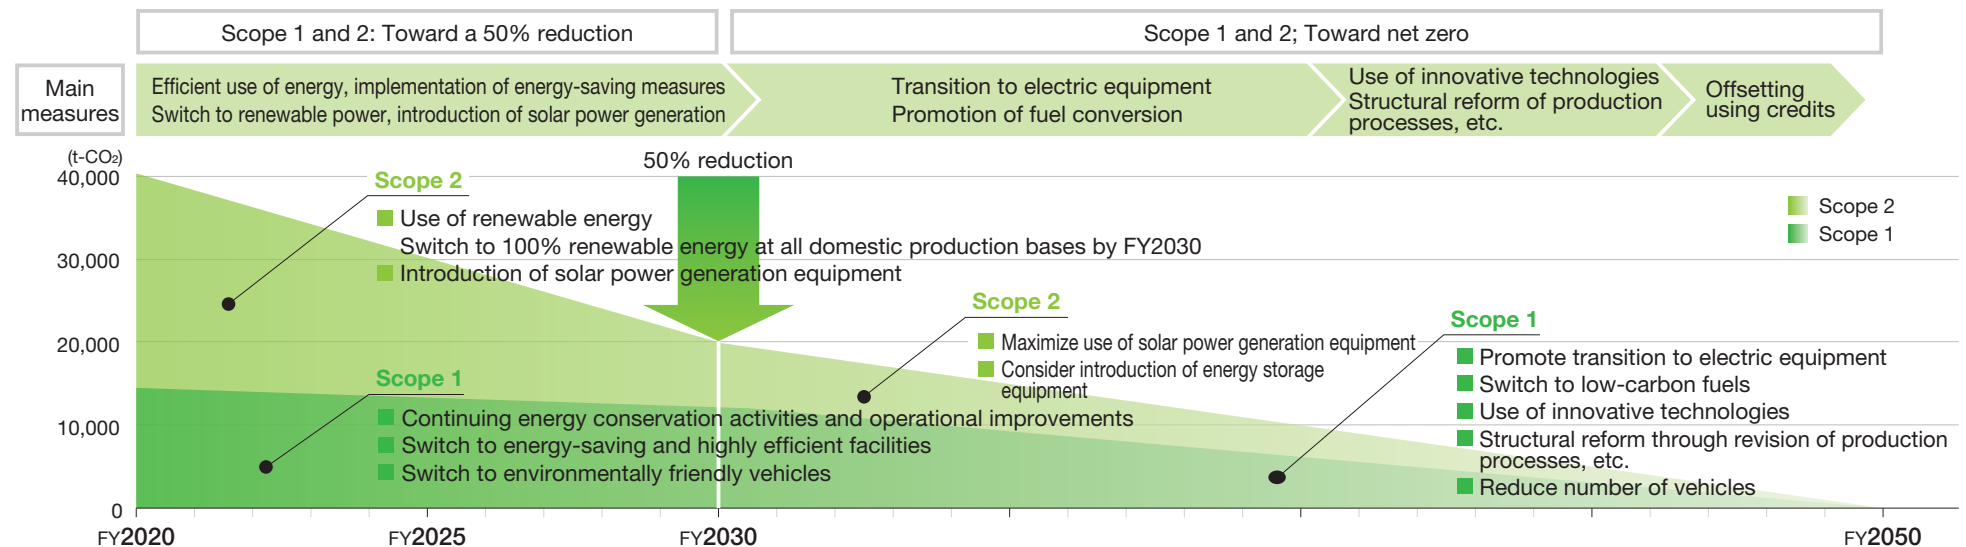 Scope 1 and 2: Toward a 50% reduction
Scope 1 and 2; Toward net zero
Main
measures
Efficient use of energy, implementation of energy-saving measures
Switch to renewable power, introduction of solar power generation
Transition to electric equipment
Promotion of fuel conversion
Use of innovative technologies
Structural reform of production
processes, etc.
Offsetting
using credits
(t-CO₂)
40,000
30,000
20,000
10,000
0
50% reduction
Scope 2
Use of renewable energy
Switch to 100% renewable energy at all domestic production bases by FY2030
Introduction of solar power generation equipment
Scope 1
Continuing energy conservation activities and operational improvements
Switch to energy-saving and highly efficient facilities
Switch to environmentally friendly vehicles
Scope 2
Maximize use of solar power generation equipment
Consider introduction of energy storage
equipment
Scope 1
Promote transition to electric equipment
Switch to low-carbon fuels
Use of innovative technologies
Structural reform through revision of production
processes, etc.
Reduce number of vehicles
Scope 2
Scope 1
FY2020
FY2025
FY2030
FY2050